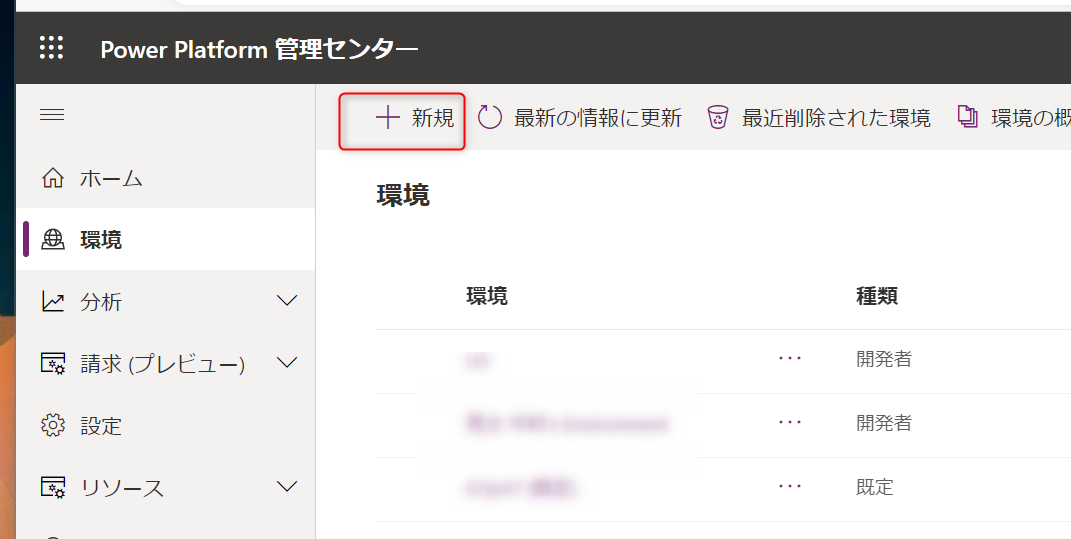 Power Platform 管理センター
新規
最新の情報に更新
最近削除された環境
環境の概
ホーム
環境
分析
請求 (プレビュー)
設定
リソース
環境
環境
種類
開発者
開発者
既定